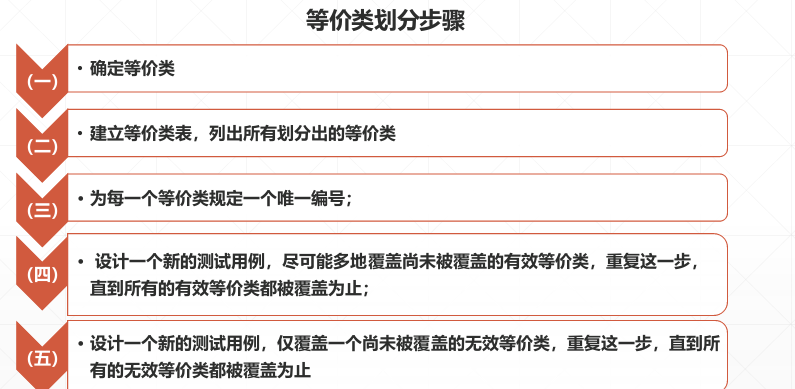 等价类划分步骤
（一）
• 确定等价类
（二）
• 建立等价类表，列出所有划分出的等价类
（三）
• 为每一个等价类规定一个唯一编号；
（四）
• 设计一个新的测试用例，尽可能多地覆盖尚未被覆盖的有效等价类，重复这一步，
直到所有的有效等价类都被覆盖为止；
（五）
• 设计一个新的测试用例，仅覆盖一个尚未被覆盖的无效等价类，重复这一步，直到所
有的无效等价类都被覆盖为止